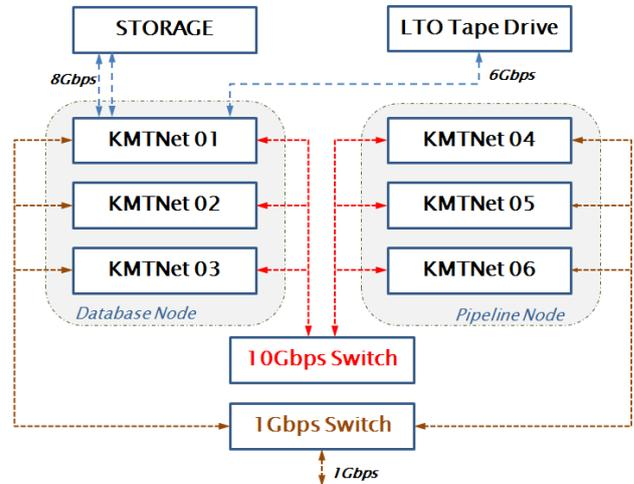 STORAGE
LTO Tape Drive
8Gbps
6Gbps
KMTNet 01
KMTNet 04
KMTNet 02
KMTNet 05
KMTNet 03
KMTNet 06
Database Node
Pipeline Node
10Gbps Switch
1Gbps Switch
1Gbps